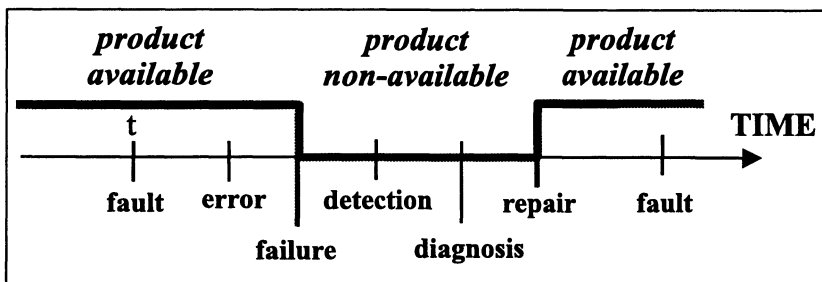 product product product
available non-available available
t TIME
fault error detection repair fault
failure diagnosis